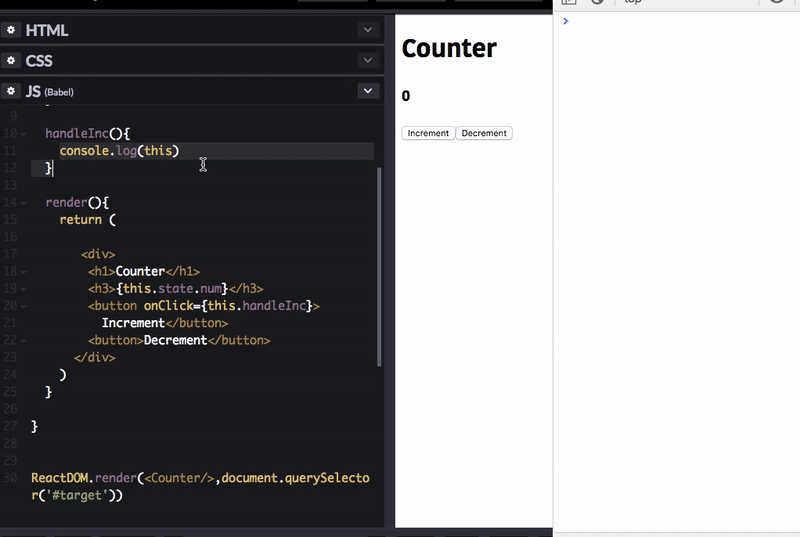 HTML
CSS
JS (Babel)
9
10 handleInc(){
11 console.log(this)
12 }
13
14 render(){
15 return (
16
17 <div>
18 <h1>Counter</h1>
19 <h3>{this.state.num}</h3>
20 <button onClick={this.handleInc}>
21 Increment</button>
22 <button>Decrement</button>
23 </div>
24 )
25 }
26
27 }
28
29
30 ReactDOM.render(<Counter/>,document.querySelecto
r('#target'))
Counter
0
Increment Decrement
>